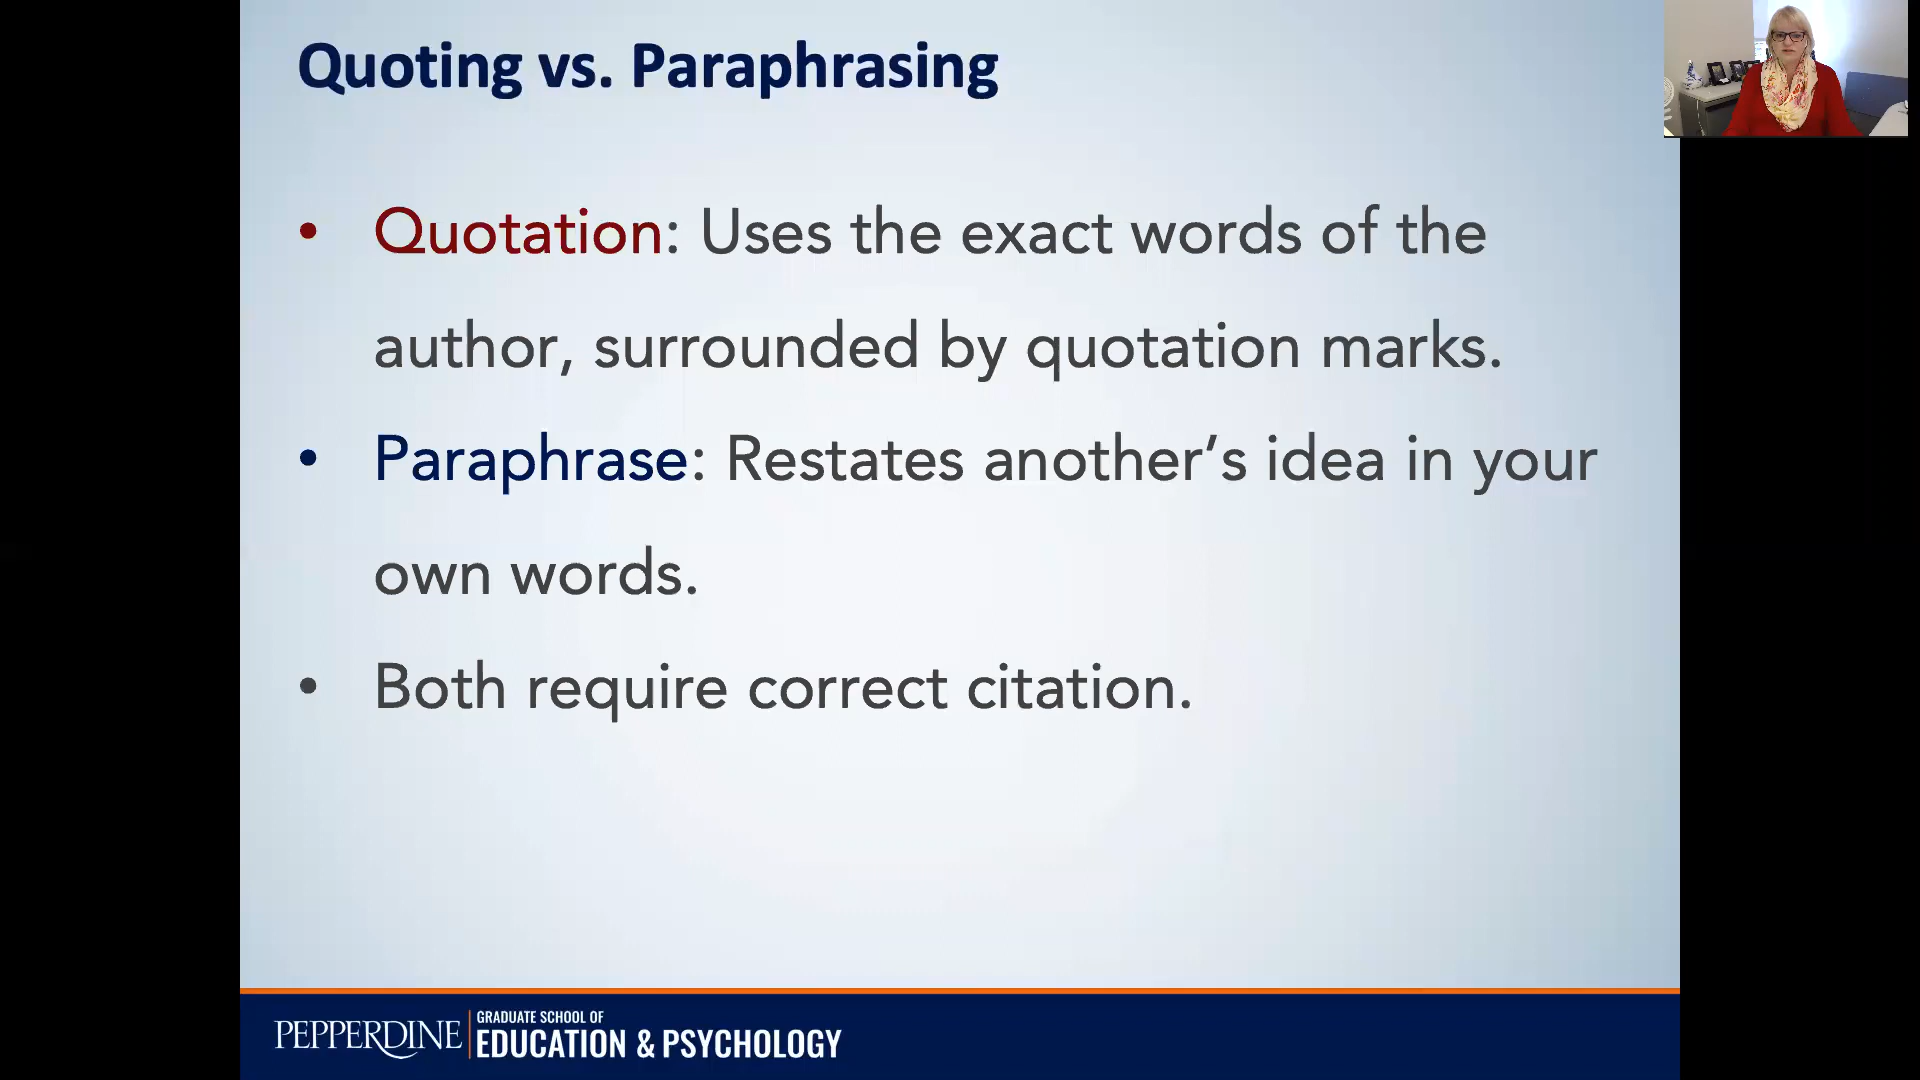 Quoting vs. Paraphrasing
• Quotation: Uses the exact words of the
author, surrounded by quotation marks.
• Paraphrase: Restates another’s idea in your
own words.
• Both require correct citation.
PEPPERDINE
GRADUATE SCHOOL OF
EDUCATION & PSYCHOLOGY